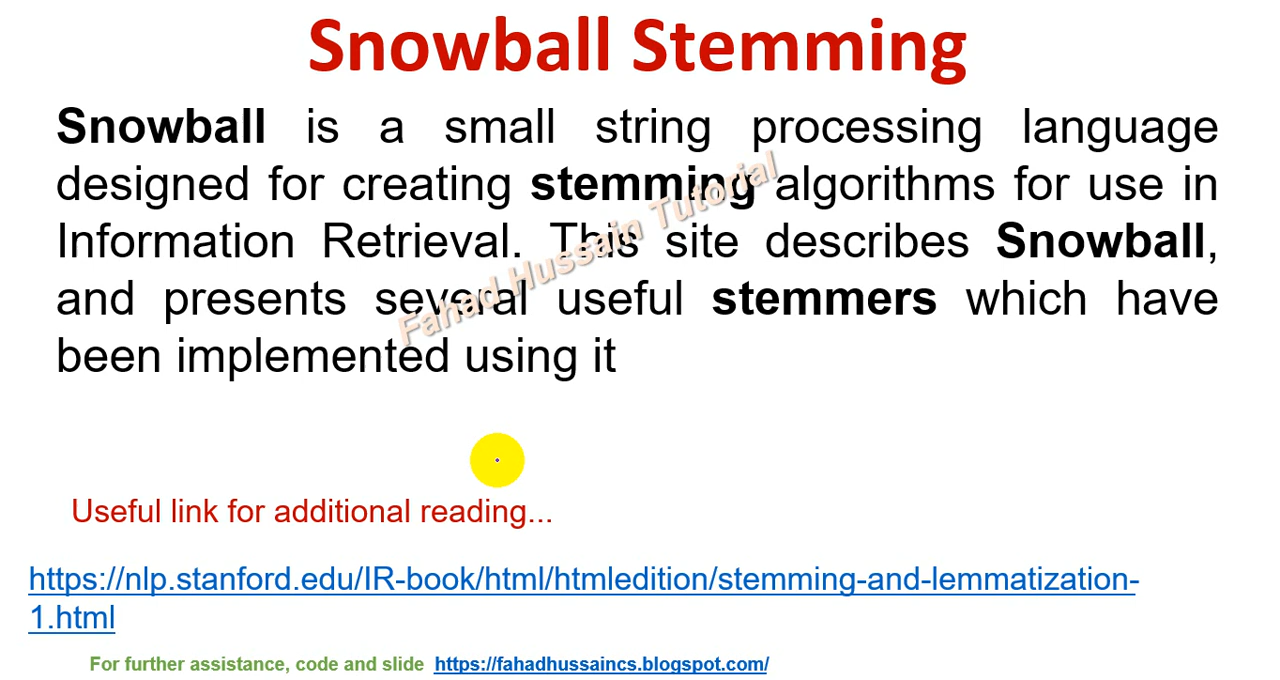 Snowball Stemming
Snowball is a small string processing language
designed for creating stemming algorithms for use in
Information Retrieval. This site describes Snowball,
and presents several useful stemmers which have
been implemented using it
Fahad Hussain Tutorial
Useful link for additional reading...
https://nlp.stanford.edu/IR-book/html/htmledition/stemming-and-lemmatization-
1.html
For further assistance, code and slide https://fahadhussaincs.blogspot.com/